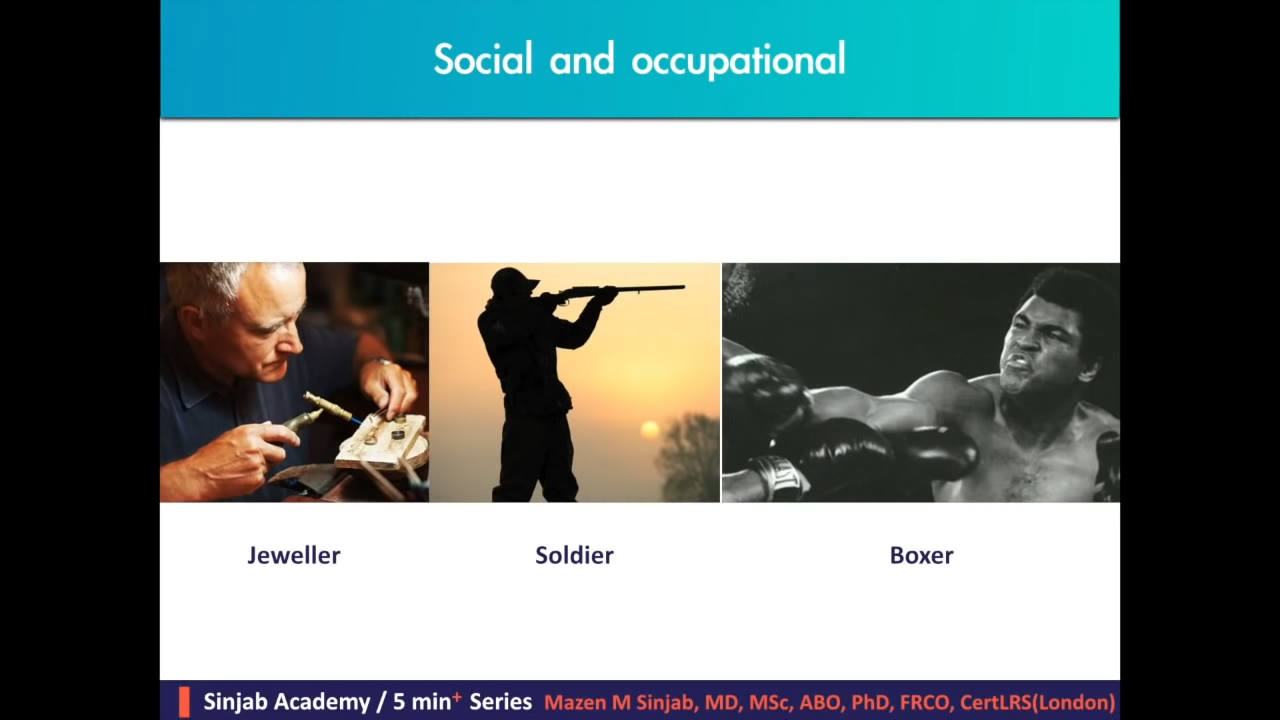 Social and occupational
Jeweller
Soldier
Boxer
Sinjab Academy / 5 min+ Series Mazen M Sinjab, MD, MSc, ABO, PhD, FRCO, CertLRS(London)